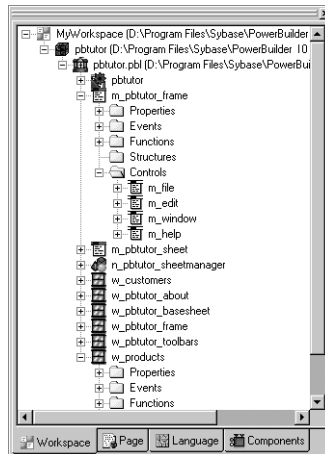 MyWorkspace (D:\Program Files\Sybase\PowerBuilder
pbtutor (D:\Program Files\Sybase\PowerBuilder 10
pbtutor.pbl (D:\Program Files\Sybase\PowerBui
pbtutor
m_pbtutor_frame
Properties
Events
Functions
Structures
Controls
m_file
m_edit
m_window
m_help
m_pbtutor_sheet
n_pbtutor_sheetmanager
w_customers
w_pbtutor_about
w_pbtutor_basesheet
w_pbtutor_frame
w_pbtutor_toolbars
w_products
Properties
Events
Functions
Workspace Page Language Components